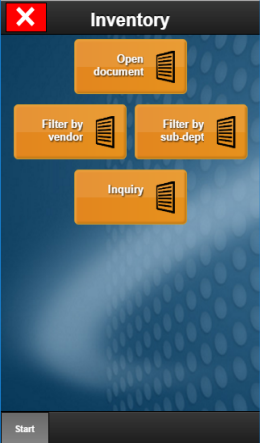 Inventory
Open
document
Filter by
vendor
Filter by
sub-dept
Inquiry
Start